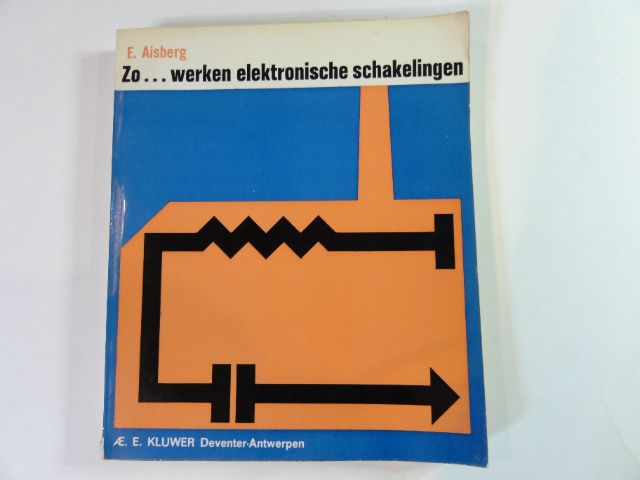 E. Aisberg
Zo... werken elektronische schakelingen
Æ. E. KLUWER Deventer-Antwerpen